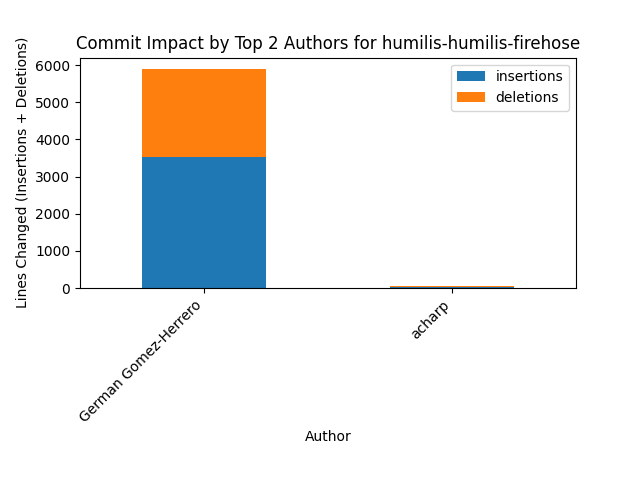 Commit Impact by Top 2 Authors for humilis-humilis-firehose
Lines Changed (Insertions + Deletions)
6000
5000
4000
3000
2000
1000
0
insertions
deletions
German Gomez-Herrero
acharp
Author